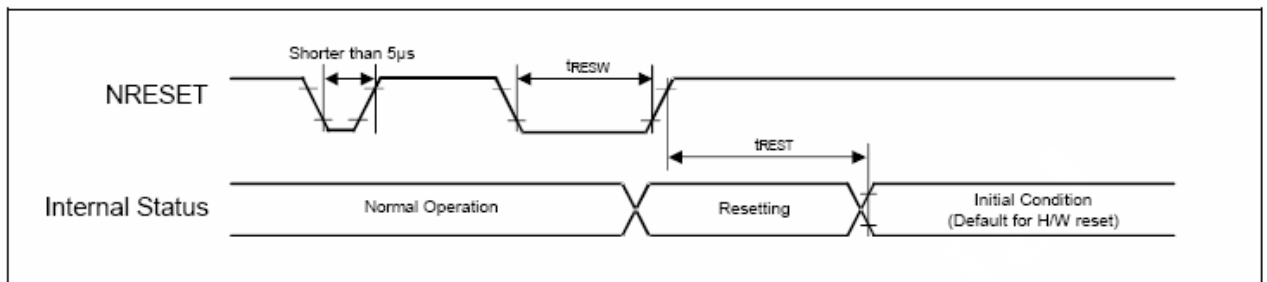 Shorter than 5µs
tRESW
NRESET
tREST
Internal Status
Normal Operation
Resetting
Initial Condition
(Default for H/W reset)